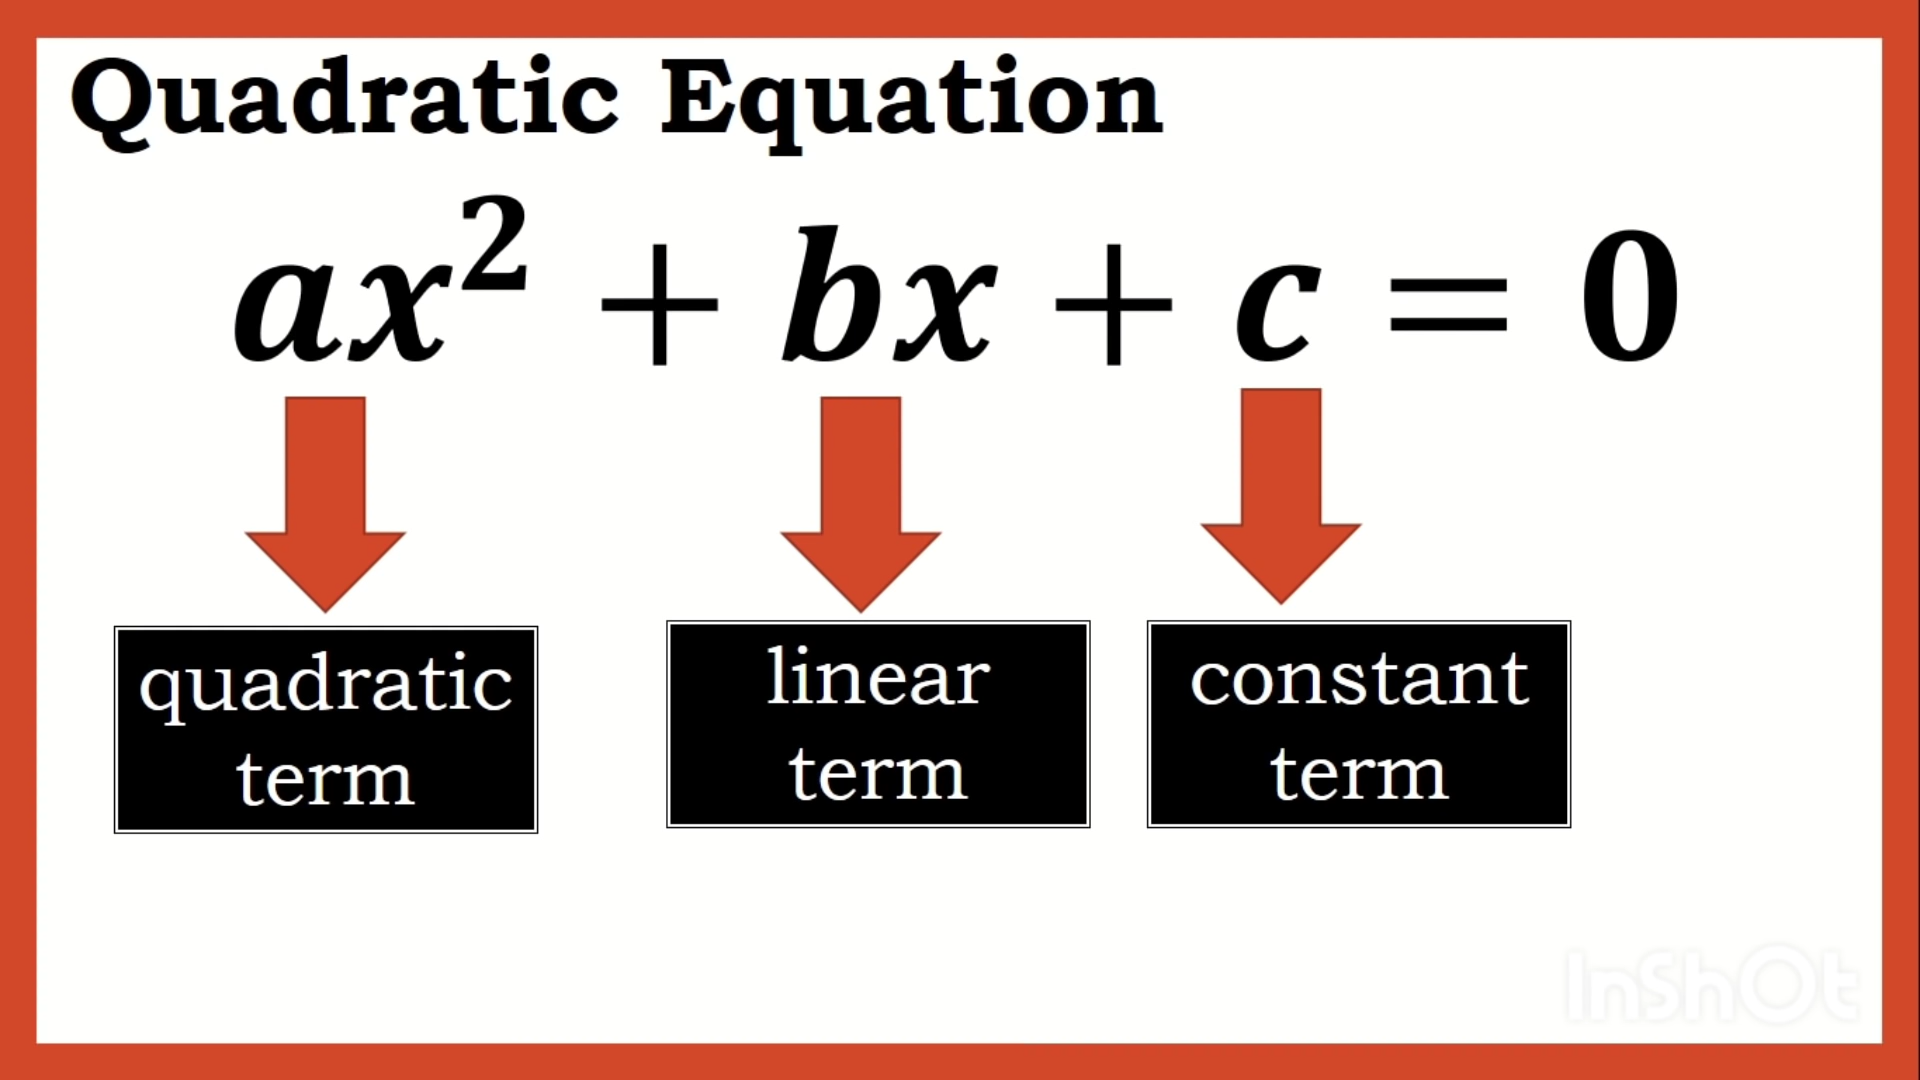 Quadratic Equation
ax² + bx + c = 0
quadratic
term
linear
term
constant
term
InShOt